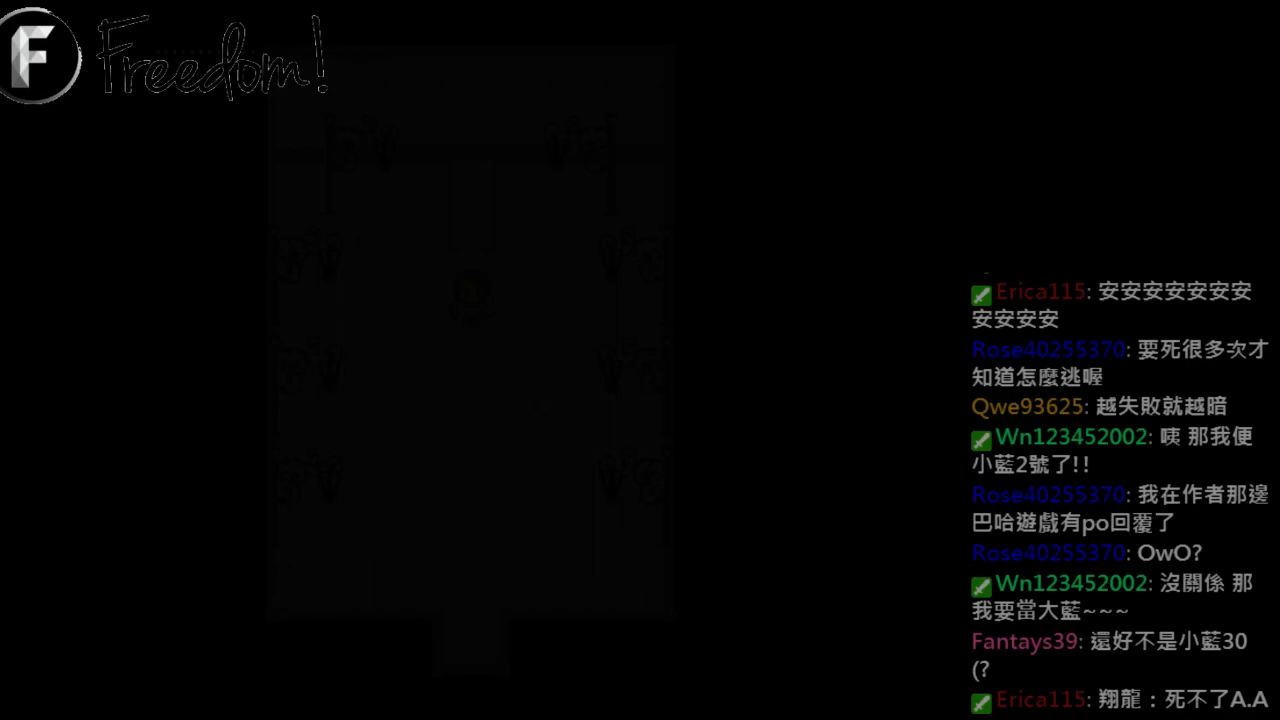 F Freedom!
Erica115: 安安安安安安安
安安安安
Rose40255370: 要死很多次才
知道怎麼逃喔
Qwe93625: 越失敗就越暗
Wn123452002: 咦 那我便
小藍2號了!!
Rose40255370: 我在作者那邊
巴哈遊戲有po回覆了
Rose40255370: OwO?
Wn123452002: 沒關係 那
我要當大藍~~~
Fantays39: 還好不是小藍30
(?
Erica115: 翔龍：死不了A.A